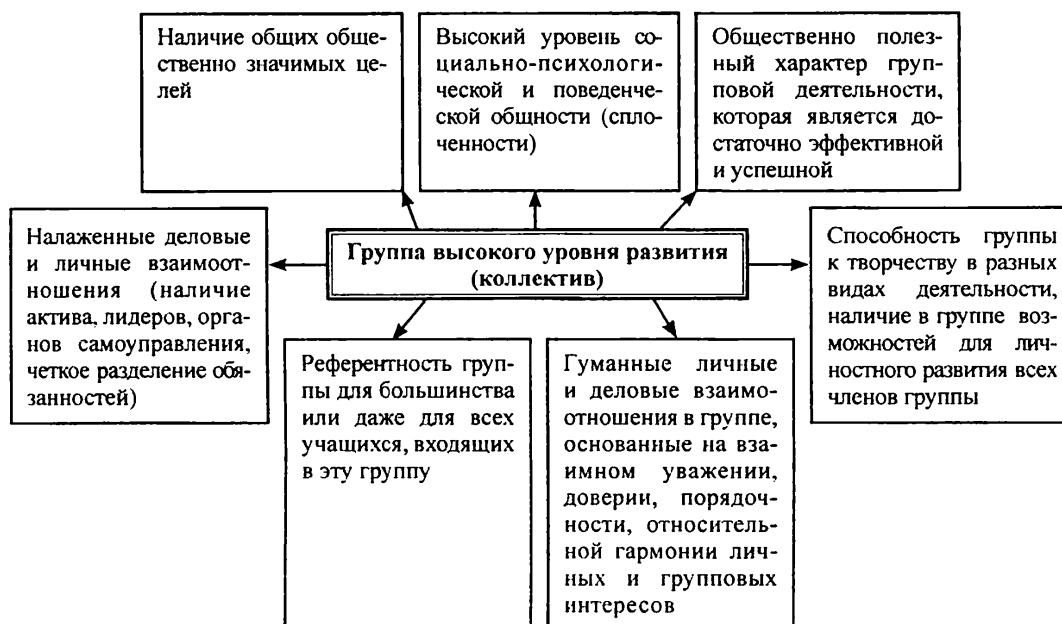 Наличие общих обще-
ственно значимых це-
лей
Высокий уровень со-
циально-психологи-
ческой и поведенче-
ской общности (спло-
ченности)
Общественно полез-
ный характер груп-
повой деятельности,
которая является до-
статочно эффективной
и успешной
Налаженные деловые
и личные взаимоот-
ношения (наличие
актива, лидеров, орга-
нов самоуправления,
четкое разделение обя-
занностей)
Группа высокого уровня развития
(коллектив)
Способность группы
к творчеству в разных
видах деятельности,
наличие в группе воз-
можностей для лич-
ностного развития всех
членов группы
Референтность груп-
пы для большинства
или даже для всех
учащихся, входящих
в эту группу
Гуманные личные
и деловые взаимо-
отношения в группе,
основанные на вза-
имном уважении,
доверии, порядоч-
ности, относитель-
ной гармонии лич-
ных и групповых
интересов